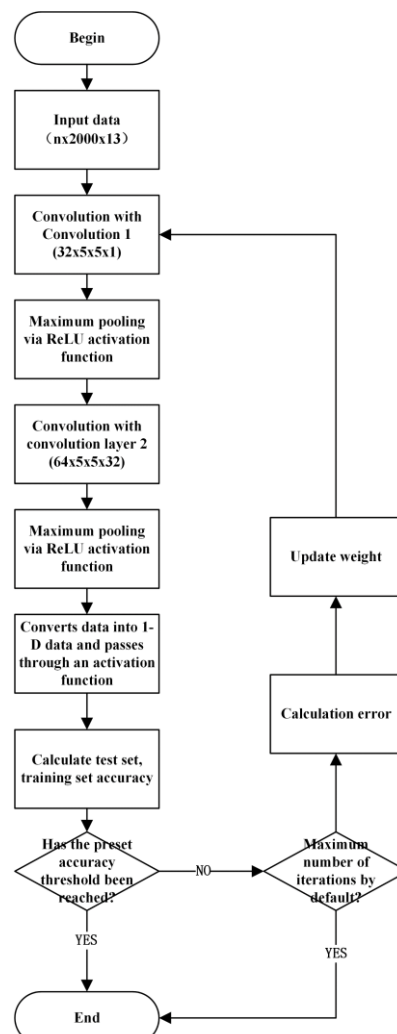 Begin
Input data
（nx2000x13）
Convolution with
Convolution 1
(32x5x5x1)
Maximum pooling
via ReLU activation
function
Convolution with
convolution layer 2
(64x5x5x32)
Maximum pooling
via ReLU activation
function
Converts data into 1-
D data and passes
through an activation
function
Calculate test set,
training set accuracy
Has the preset
accuracy
threshold been
reached?
YES
End
NO
Maximum
number of
iterations by
default?
YES
Calculation error
Update weight